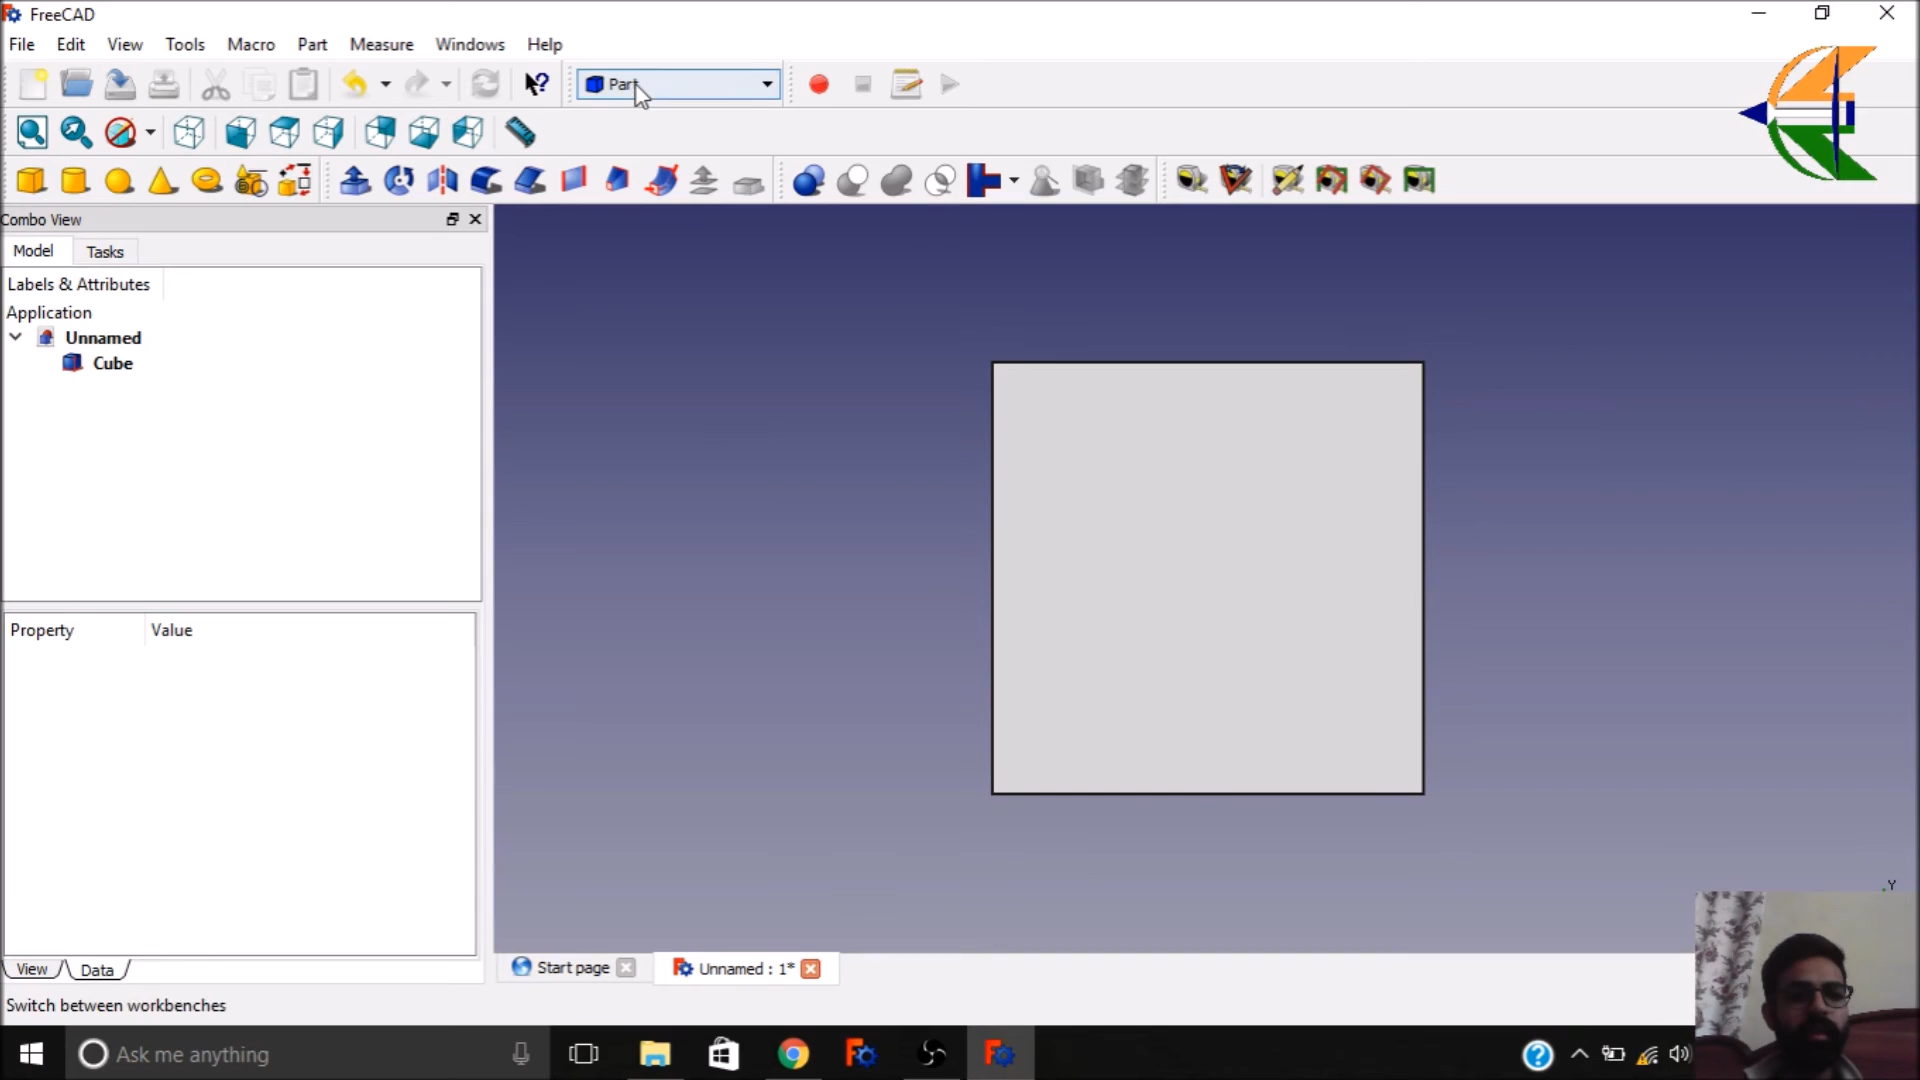 FreeCAD
File Edit View Tools Macro Part Measure Windows Help
Part
Combo View
Model Tasks
Labels & Attributes
Application
Unnamed
Cube
Property Value
View Data
Start page Unnamed : 1*
Y
Switch between workbenches
Ask me anything